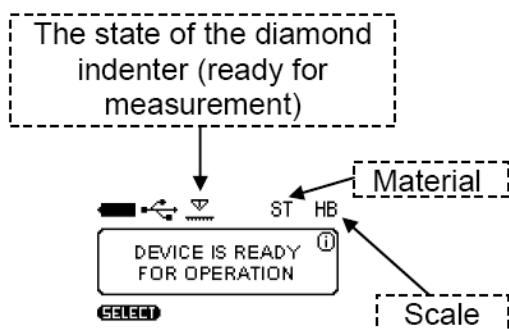 The state of the diamond
indenter (ready for
measurement)
Material
ST HB
DEVICE IS READY
FOR OPERATION
i
SELECT
Scale